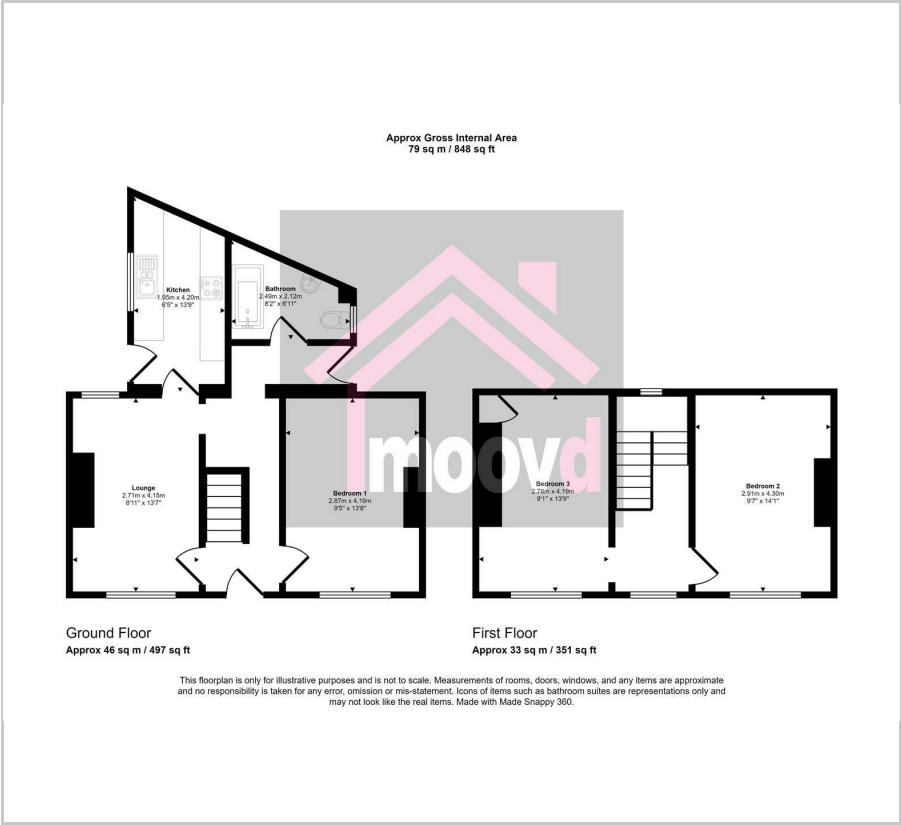 Approx Gross Internal Area
79 sq m / 848 sq ft
Kitchen
1.95m x 4.20m
6'5" x 13'9"
Bathroom
2.49m x 2.12m
8'2" x 6'11"
moovd
Lounge
2.71m x 4.15m
8'11" x 13'7"
Bedroom 1
2.87m x 4.16m
9'5" x 13'8"
Bedroom 3
2.78m x 4.19m
9'1" x 13'9"
Bedroom 2
2.91m x 4.30m
9'7" x 14'1"
Ground Floor
Approx 46 sq m / 497 sq ft
First Floor
Approx 33 sq m / 351 sq ft
This floorplan is only for illustrative purposes and is not to scale. Measurements of rooms, doors, windows, and any items are approximate
and no responsibility is taken for any error, omission or mis-statement. Icons of items such as bathroom suites are representations only and
may not look like the real items. Made with Made Snappy 360.